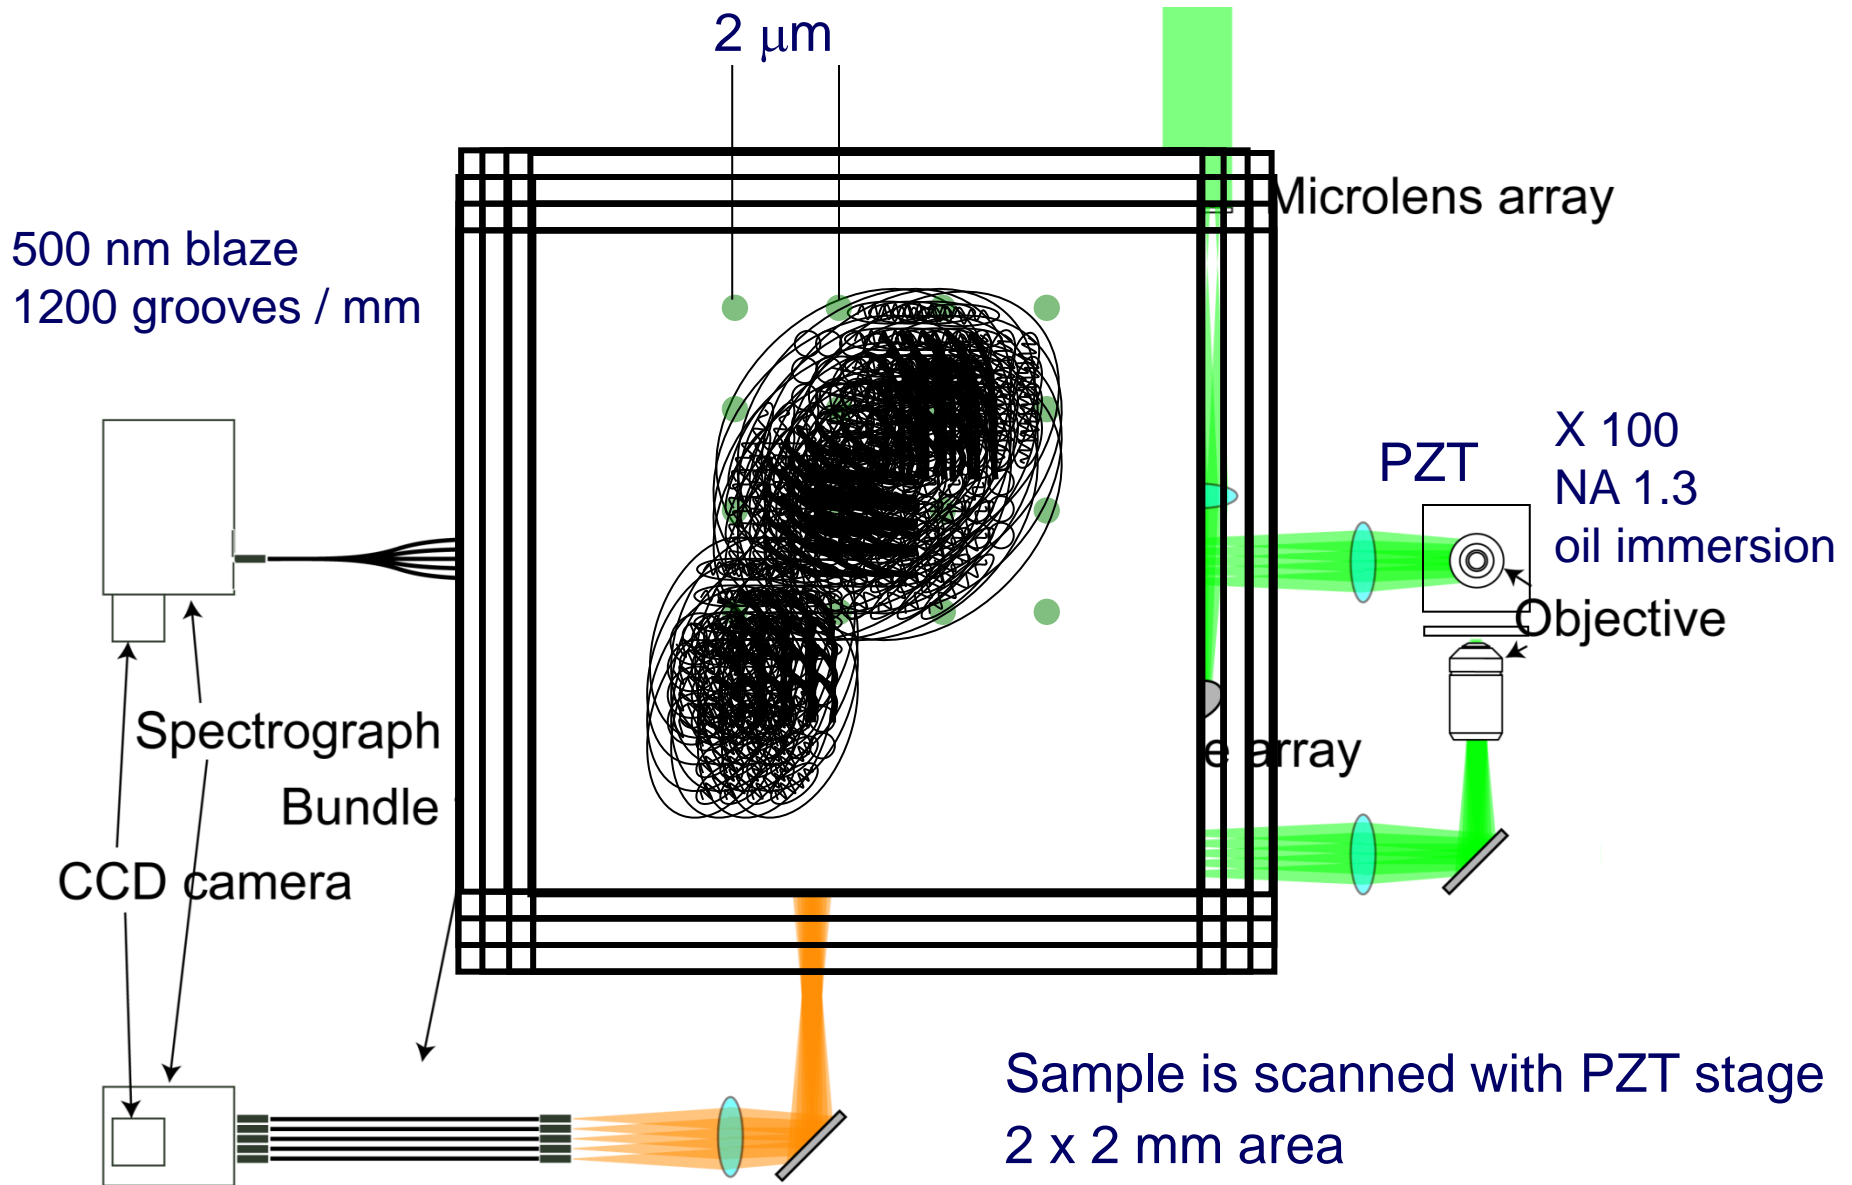 2 μm
Microlens array
500 nm blaze
1200 grooves / mm
X 100
PZT
NA 1.3
oil immersion
Objective
Spectrograph
array
Bundle
CCD camera
Sample is scanned with PZT stage
2 x 2 mm area